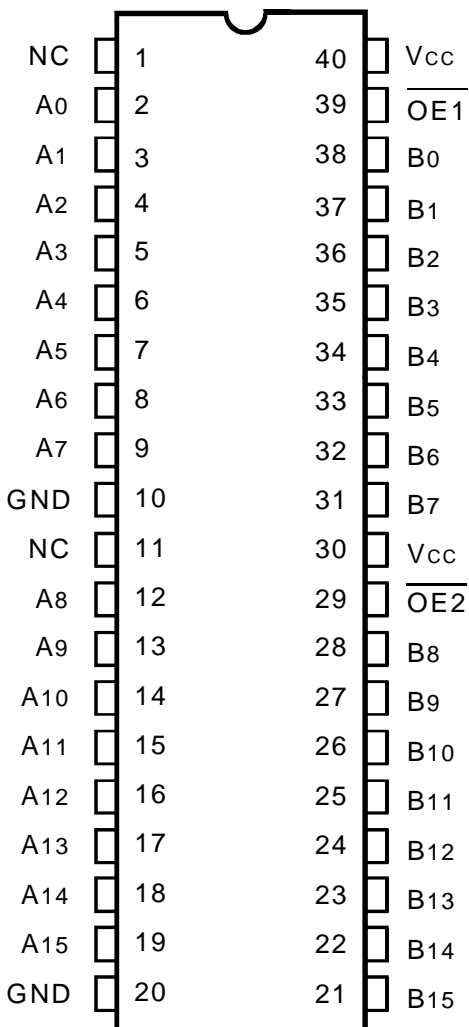 NC 1 40 Vcc
A0 2 39 OE1
A1 3 38 B0
A2 4 37 B1
A3 5 36 B2
A4 6 35 B3
A5 7 34 B4
A6 8 33 B5
A7 9 32 B6
GND 10 31 B7
NC 11 30 Vcc
A8 12 29 OE2
A9 13 28 B8
A10 14 27 B9
A11 15 26 B10
A12 16 25 B11
A13 17 24 B12
A14 18 23 B13
A15 19 22 B14
GND 20 21 B15